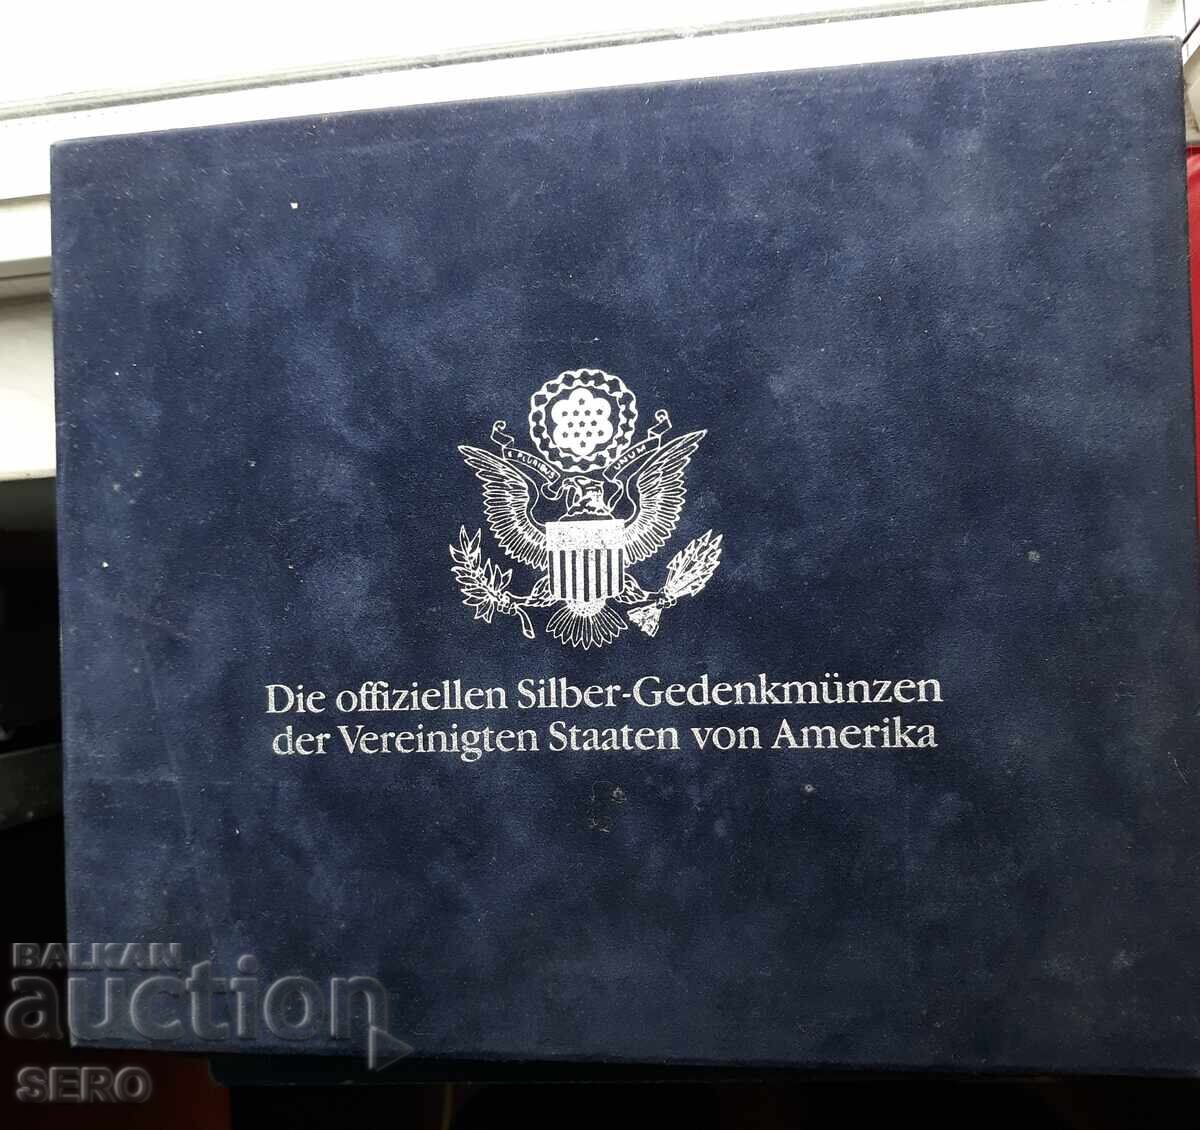 E PLURIBUS UNUM
Die offiziellen Silber-Gedenkmünzen
der Vereinigten Staaten von Amerika
BALKAN
auction
SERO